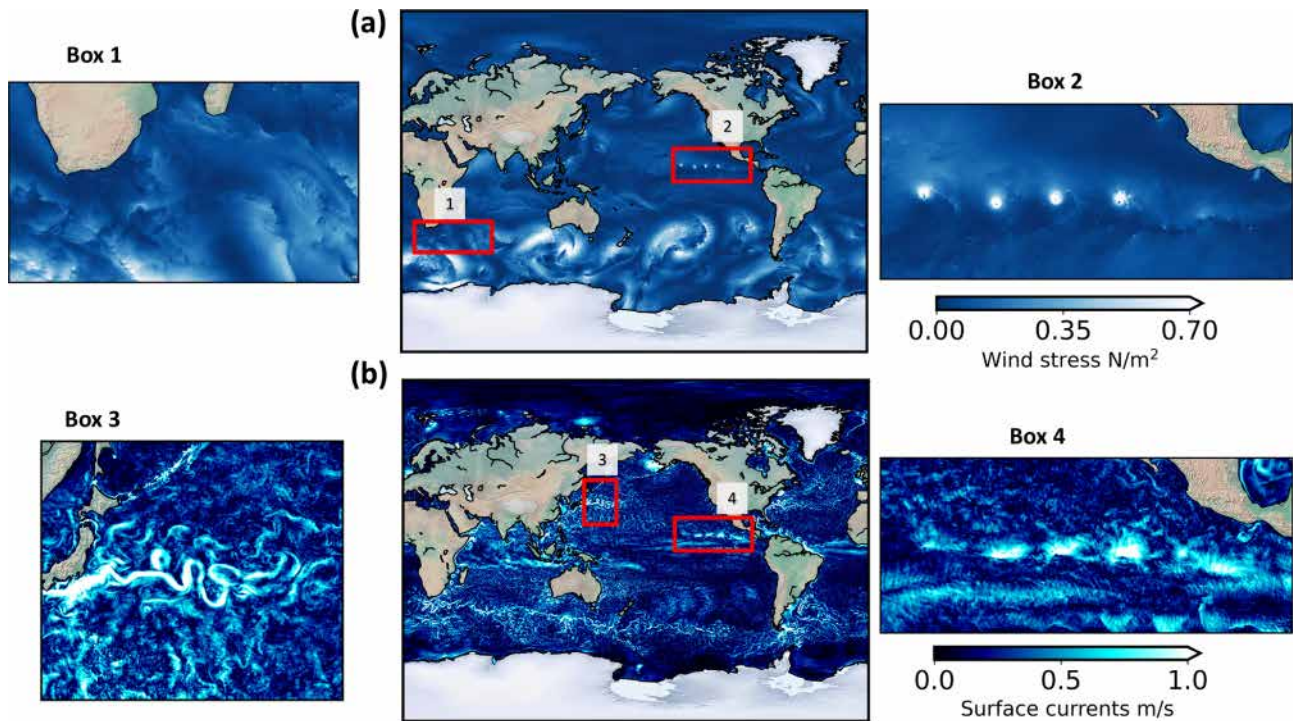 (a)
Box 1
Box 2
2
1
0.00 0.35 0.70
Wind stress N/m²
(b)
Box 3
Box 4
3
4
0.0 0.5 1.0
Surface currents m/s